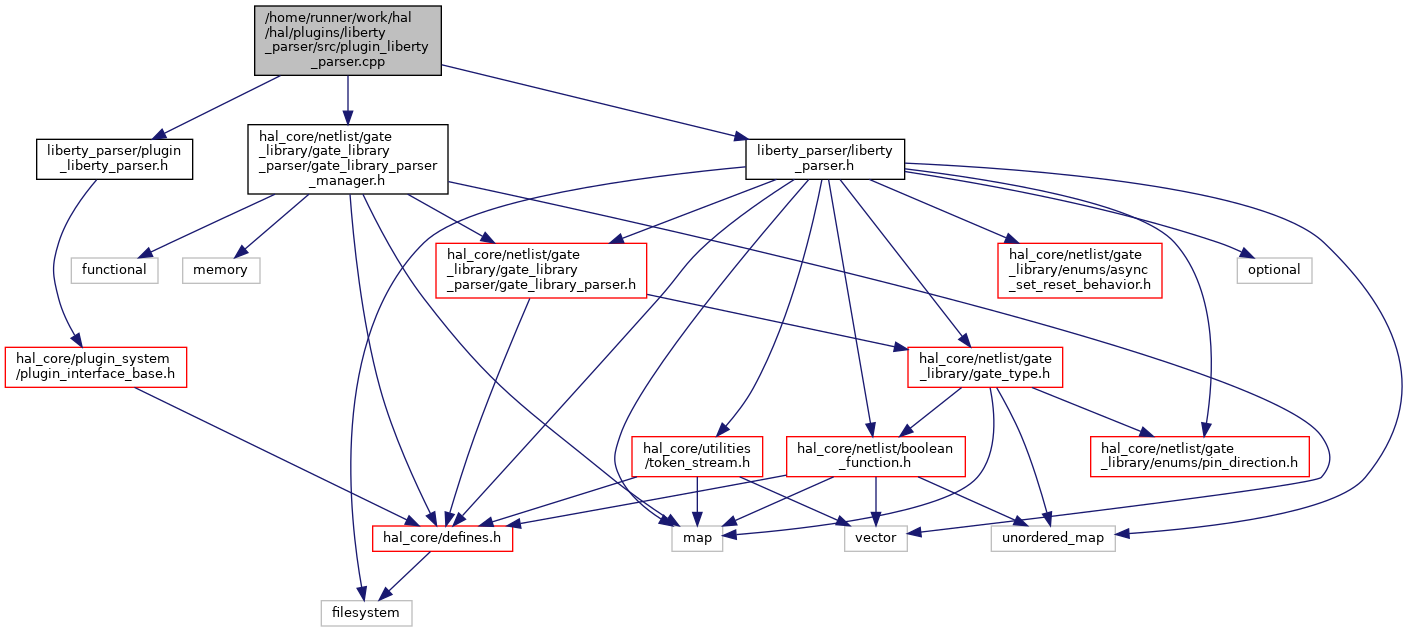 /home/runner/work/hal
/hal/plugins/liberty
_parser/src/plugin_liberty
_parser.cpp
liberty_parser/plugin
_liberty_parser.h
hal_core/netlist/gate
_library/gate_library
_parser/gate_library_parser
_manager.h
liberty_parser/liberty
_parser.h
functional
memory
hal_core/netlist/gate
_library/gate_library
_parser/gate_library_parser.h
hal_core/netlist/gate
_library/enums/async
_set_reset_behavior.h
optional
hal_core/plugin_system
/plugin_interface_base.h
hal_core/netlist/gate
_library/gate_type.h
hal_core/utilities
/token_stream.h
hal_core/netlist/boolean
_function.h
hal_core/netlist/gate
_library/enums/pin_direction.h
hal_core/defines.h
map
vector
unordered_map
filesystem